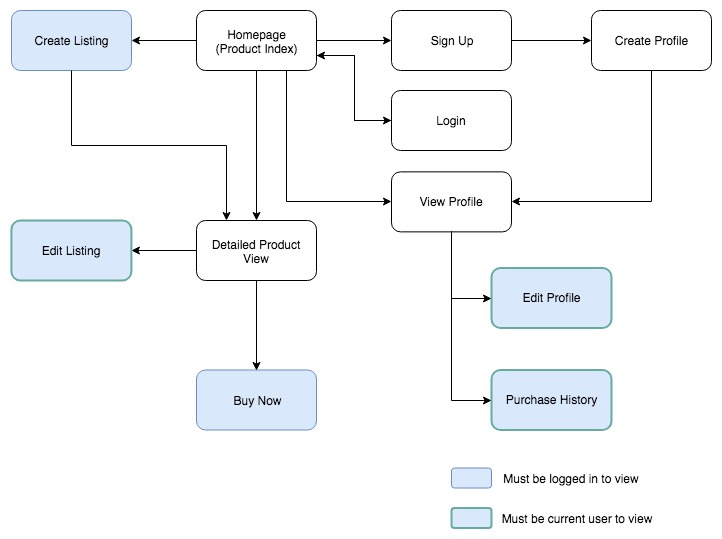 Create Listing
Homepage
(Product Index)
Sign Up
Create Profile
Login
View Profile
Edit Listing
Detailed Product
View
Edit Profile
Buy Now
Purchase History
Must be logged in to view
Must be current user to view